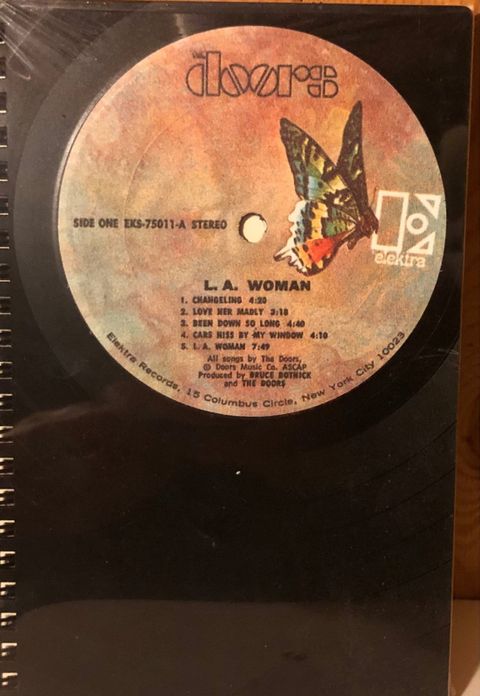 THE
DOORS
SIDE ONE EKS-75011-A STEREO
elektra
L. A. WOMAN
1. CHANGELING 4:20
2. LOVE HER MADLY 3:18
3. BEEN DOWN SO LONG 4:40
4. CARS HISS BY MY WINDOW 4:10
5. L. A. WOMAN 7:49
All songs by The Doors,
© Doors Music Co. ASCAP
Produced by BRUCE BOTNICK
and THE DOORS
Elektra Records, 15 Columbus Circle, New York City 10023